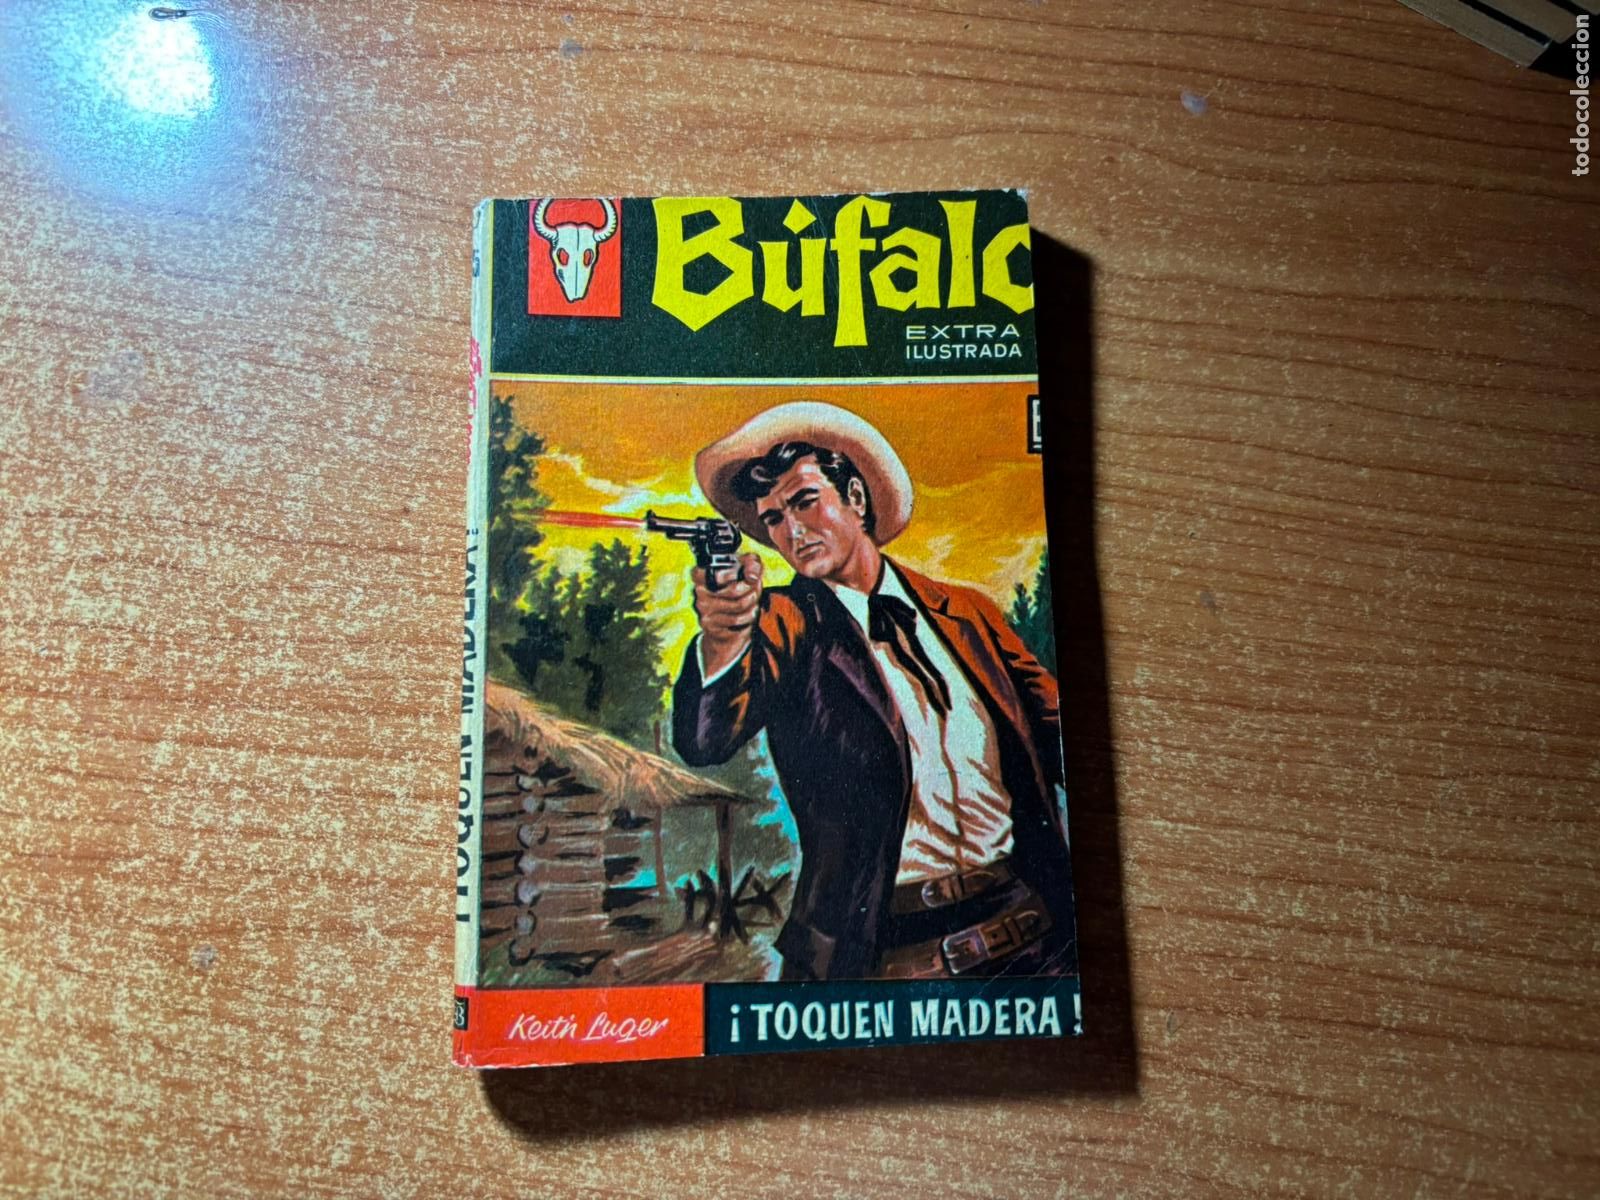 Búfalo
EXTRA
ILUSTRADA
Keith Luger
¡TOQUEN MADERA!
¡TOQUEN MADERA!
todocoleccion